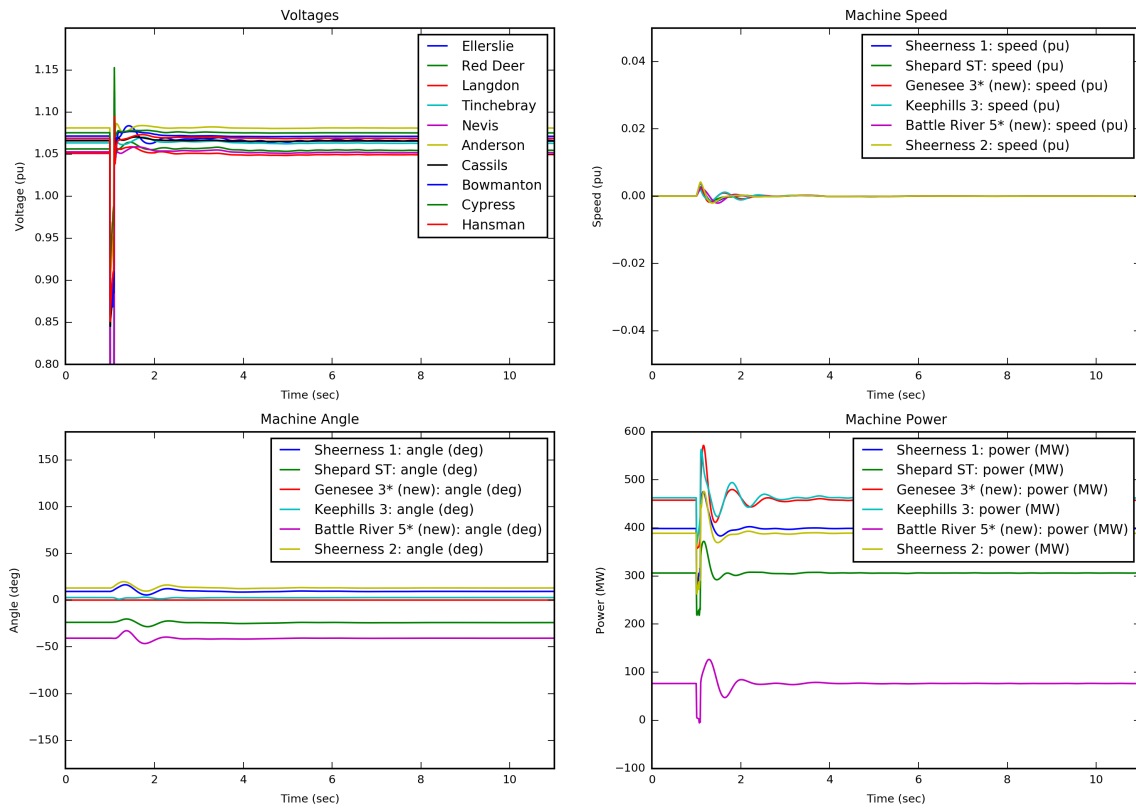 Voltages
Voltage (pu)
1.15
1.10
1.05
1.00
0.95
0.90
0.85
0.80
0 2 4 6 8 10
Time (sec)
Ellerslie
Red Deer
Langdon
Tinchebray
Nevis
Anderson
Cassils
Bowmanton
Cypress
Hansman
Machine Speed
Speed (pu)
0.04
0.02
0.00
−0.02
−0.04
0 2 4 6 8 10
Time (sec)
Sheerness 1: speed (pu)
Shepard ST: speed (pu)
Genesee 3* (new): speed (pu)
Keephills 3: speed (pu)
Battle River 5* (new): speed (pu)
Sheerness 2: speed (pu)
Machine Angle
Angle (deg)
150
100
50
0
−50
−100
−150
0 2 4 6 8 10
Time (sec)
Sheerness 1: angle (deg)
Shepard ST: angle (deg)
Genesee 3* (new): angle (deg)
Keephills 3: angle (deg)
Battle River 5* (new): angle (deg)
Sheerness 2: angle (deg)
Machine Power
Power (MW)
600
500
400
300
200
100
0
−100
0 2 4 6 8 10
Time (sec)
Sheerness 1: power (MW)
Shepard ST: power (MW)
Genesee 3* (new): power (MW)
Keephills 3: power (MW)
Battle River 5* (new): power (MW)
Sheerness 2: power (MW)